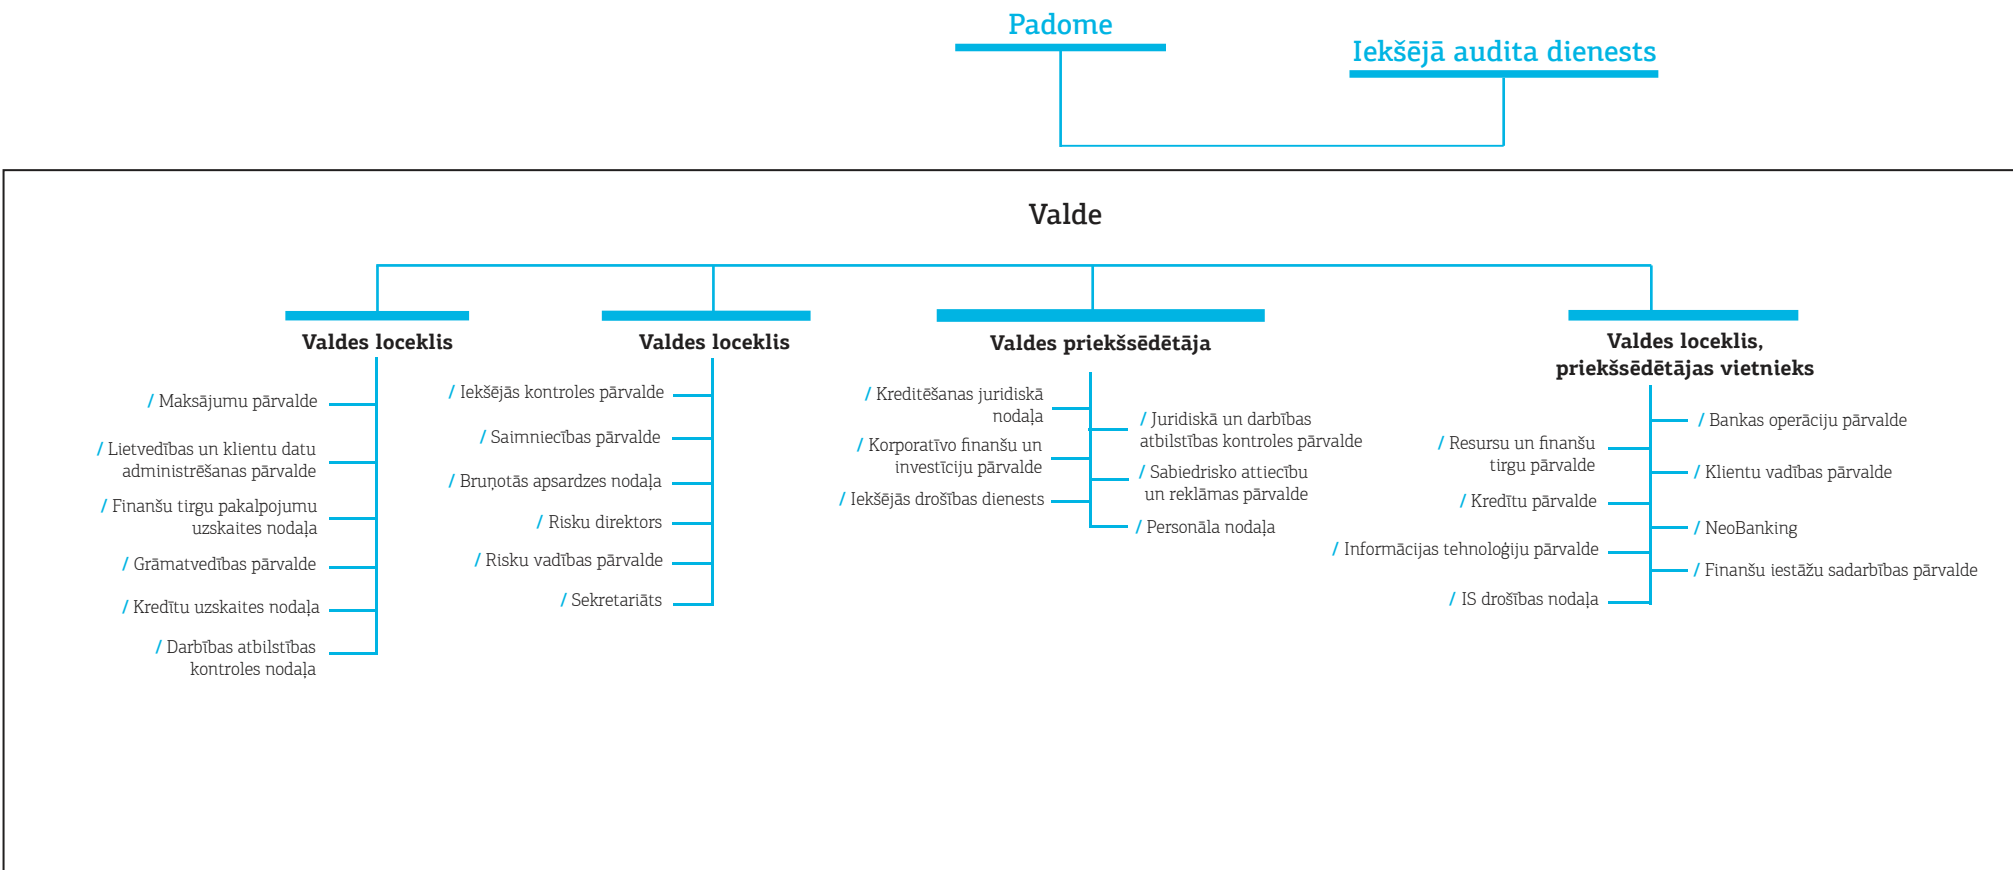 Padome
Iekšējā audita dienests
Valde
Valdes loceklis
/ Maksājumu pārvalde
/ Lietvedības un klientu datu
administrēšanas pārvalde
/ Finanšu tirgu pakalpojumu
uzskaites nodaļa
/ Grāmatvedības pārvalde
/ Kredītu uzskaites nodaļa
/ Darbības atbilstības
kontroles nodaļa
Valdes loceklis
/ Iekšējās kontroles pārvalde
/ Saimniecības pārvalde
/ Bruņotās apsardzes nodaļa
/ Risku direktors
/ Risku vadības pārvalde
/ Sekretariāts
Valdes priekšsēdētāja
/ Kreditēšanas juridiskā
nodaļa
/ Korporatīvo finanšu un
investīciju pārvalde
/ Iekšējās drošības dienests
/ Juridiskā un darbības
atbilstības kontroles pārvalde
/ Sabiedrisko attiecību
un reklāmas pārvalde
/ Personāla nodaļa
Valdes loceklis,
priekšsēdētājas vietnieks
/ Resursu un finanšu
tirgu pārvalde
/ Kredītu pārvalde
/ Informācijas tehnoloģiju pārvalde
/ IS drošības nodaļa
/ Bankas operāciju pārvalde
/ Klientu vadības pārvalde
/ NeoBanking
/ Finanšu iestāžu sadarbības pārvalde